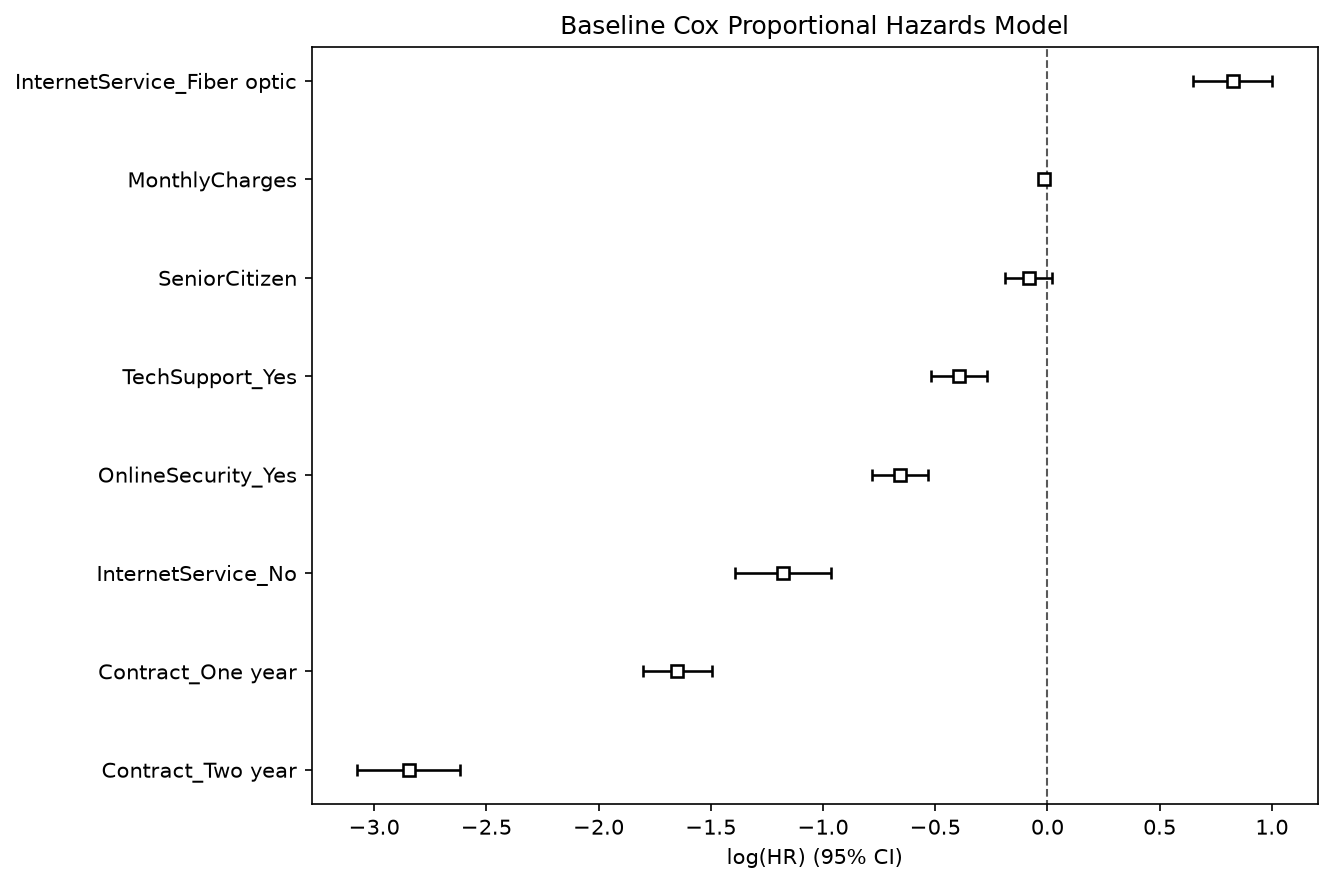 Baseline Cox Proportional Hazards Model
InternetService_Fiber optic
MonthlyCharges
SeniorCitizen
TechSupport_Yes
OnlineSecurity_Yes
InternetService_No
Contract_One year
Contract_Two year
−3.0 −2.5 −2.0 −1.5 −1.0 −0.5 0.0 0.5 1.0
log(HR) (95% CI)